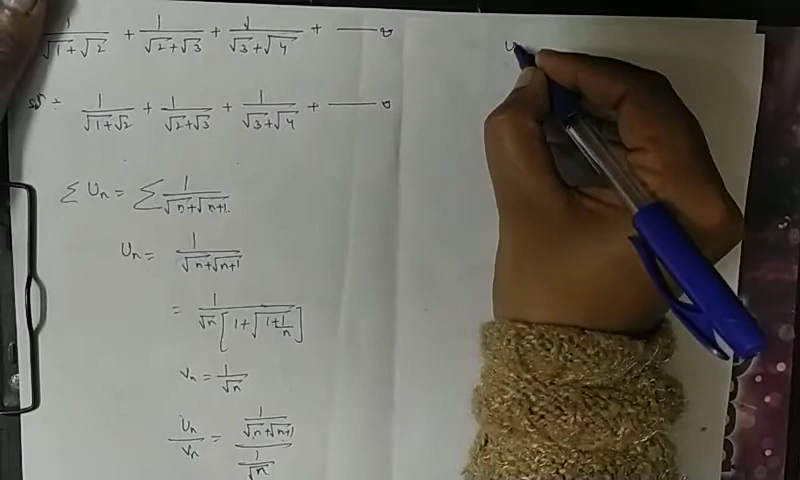 1/(√1+√2) + 1/(√2+√3) + 1/(√3+√4) + —— ∞
sol = 1/(√1+√2) + 1/(√2+√3) + 1/(√3+√4) + —— ∞
Σ Un = Σ 1/(√n+√n+1)
Un = 1/(√n+√n+1)
= 1/(√n[1+√(1+1/n)])
Vn = 1/√n
Un/Vn = (1/(√n+√n+1))/(1/√n)